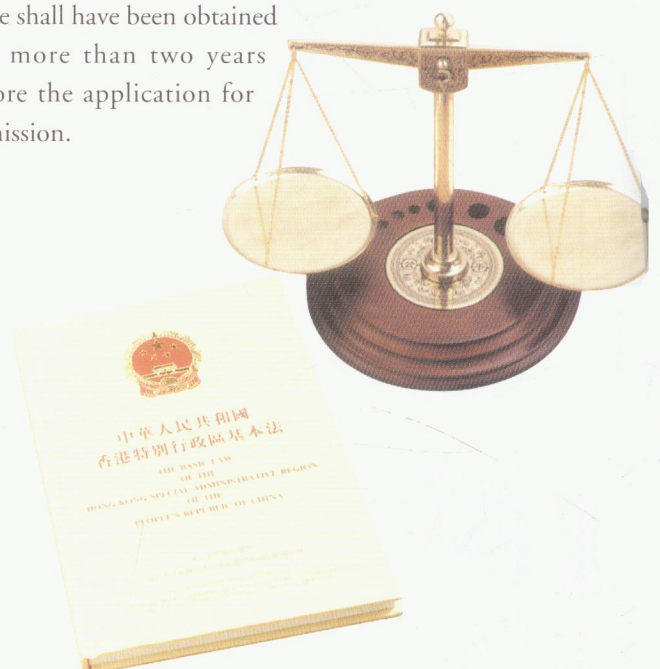 e shall have been obtained
more than two years
ore the application for
ission.
中華人民共和國
香港特別行政區基本法
THE BASIC LAW
OF THE
HONG KONG SPECIAL ADMINISTRATIVE REGION
OF THE
PEOPLE'S REPUBLIC OF CHINA